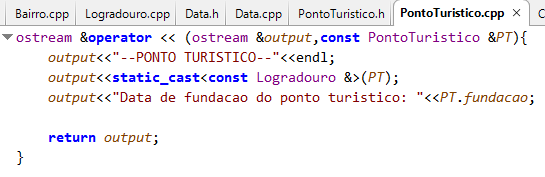 Bairro.cpp Logradouro.cpp Data.h Data.cpp PontoTuristico.h PontoTuristico.cpp ×
ostream &operator << (ostream &output,const PontoTuristico &PT){
output<<"--PONTO TURISTICO--"<<endl;
output<<static_cast<const Logradouro &>(PT);
output<<"Data de fundacao do ponto turistico: "<<PT.fundacao;
return output;
}